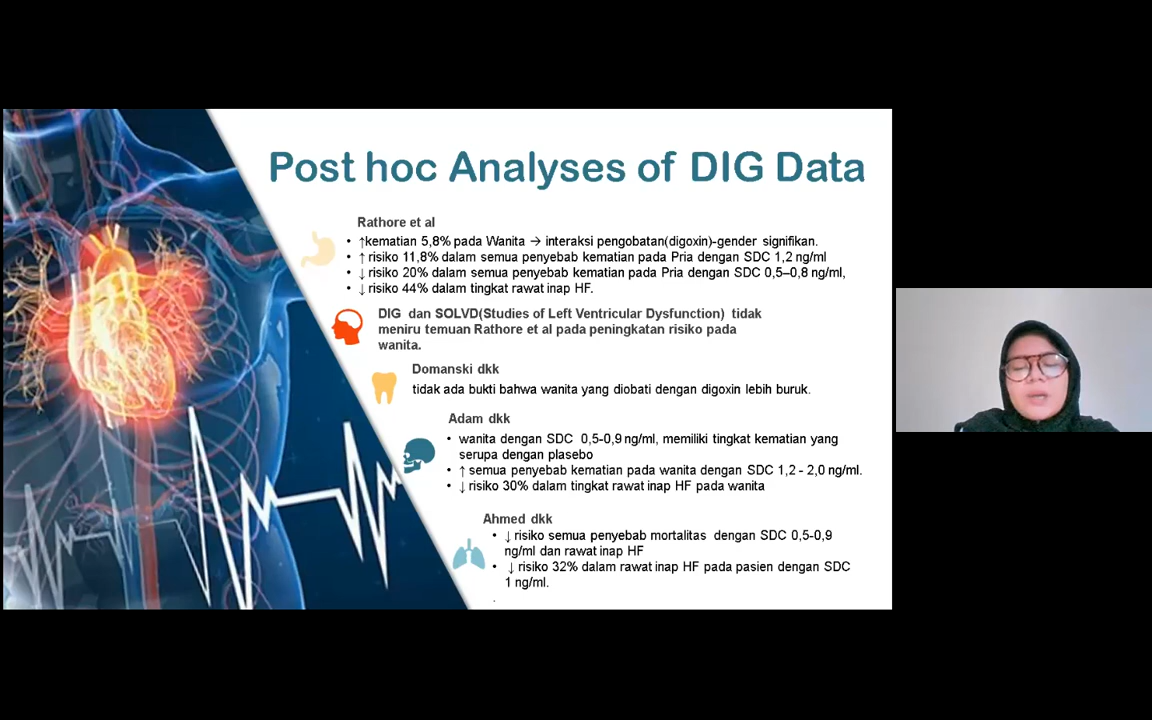 Post hoc Analyses of DIG Data
Rathore et al
• ↑kematian 5,8% pada Wanita → interaksi pengobatan(digoxin)-gender signifikan.
• ↑ risiko 11,8% dalam semua penyebab kematian pada Pria dengan SDC 1,2 ng/ml
• ↓ risiko 20% dalam semua penyebab kematian pada Pria dengan SDC 0,5–0,8 ng/ml,
• ↓ risiko 44% dalam tingkat rawat inap HF.
DIG dan SOLVD(Studies of Left Ventricular Dysfunction) tidak
meniru temuan Rathore et al pada peningkatan risiko pada
wanita.
Domanski dkk
tidak ada bukti bahwa wanita yang diobati dengan digoxin lebih buruk.
Adam dkk
• wanita dengan SDC 0,5-0,9 ng/ml, memiliki tingkat kematian yang
serupa dengan plasebo
• ↑ semua penyebab kematian pada wanita dengan SDC 1,2 - 2,0 ng/ml.
• ↓ risiko 30% dalam tingkat rawat inap HF pada wanita
Ahmed dkk
• ↓ risiko semua penyebab mortalitas dengan SDC 0,5-0,9
ng/ml dan rawat inap HF
• ↓ risiko 32% dalam rawat inap HF pada pasien dengan SDC
1 ng/ml.
.